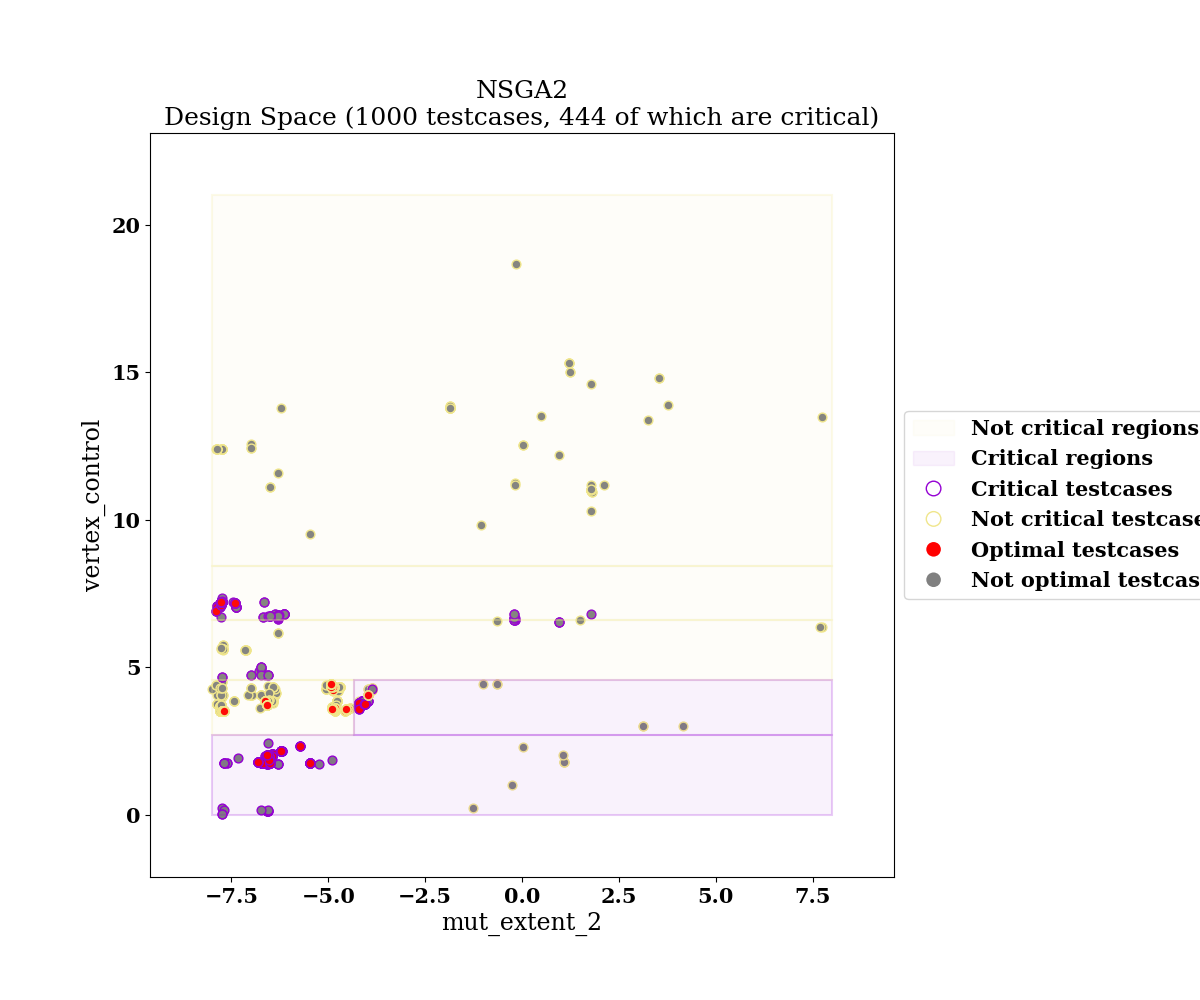 NSGA2
Design Space (1000 testcases, 444 of which are critical)
20
15
10
5
0
vertex_control
−7.5
−5.0
−2.5
0.0
2.5
5.0
7.5
mut_extent_2
Not critical regions
Critical regions
Critical testcases
Not critical testcase
Optimal testcases
Not optimal testcas